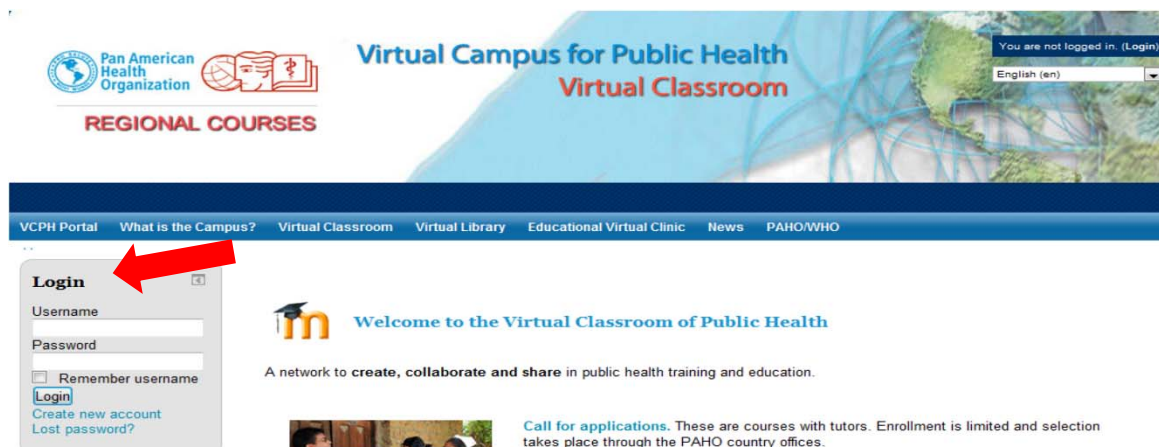 Pan American
Health
Organization
REGIONAL COURSES
Virtual Campus for Public Health
Virtual Classroom
You are not logged in. (Login)
English (en)
VCPH Portal What is the Campus? Virtual Classroom Virtual Library Educational Virtual Clinic News PAHO/WHO
Login
Username
Password
Remember username
Login
Create new account
Lost password?
Welcome to the Virtual Classroom of Public Health
A network to create, collaborate and share in public health training and education.
Call for applications. These are courses with tutors. Enrollment is limited and selection
takes place through the PAHO country offices.